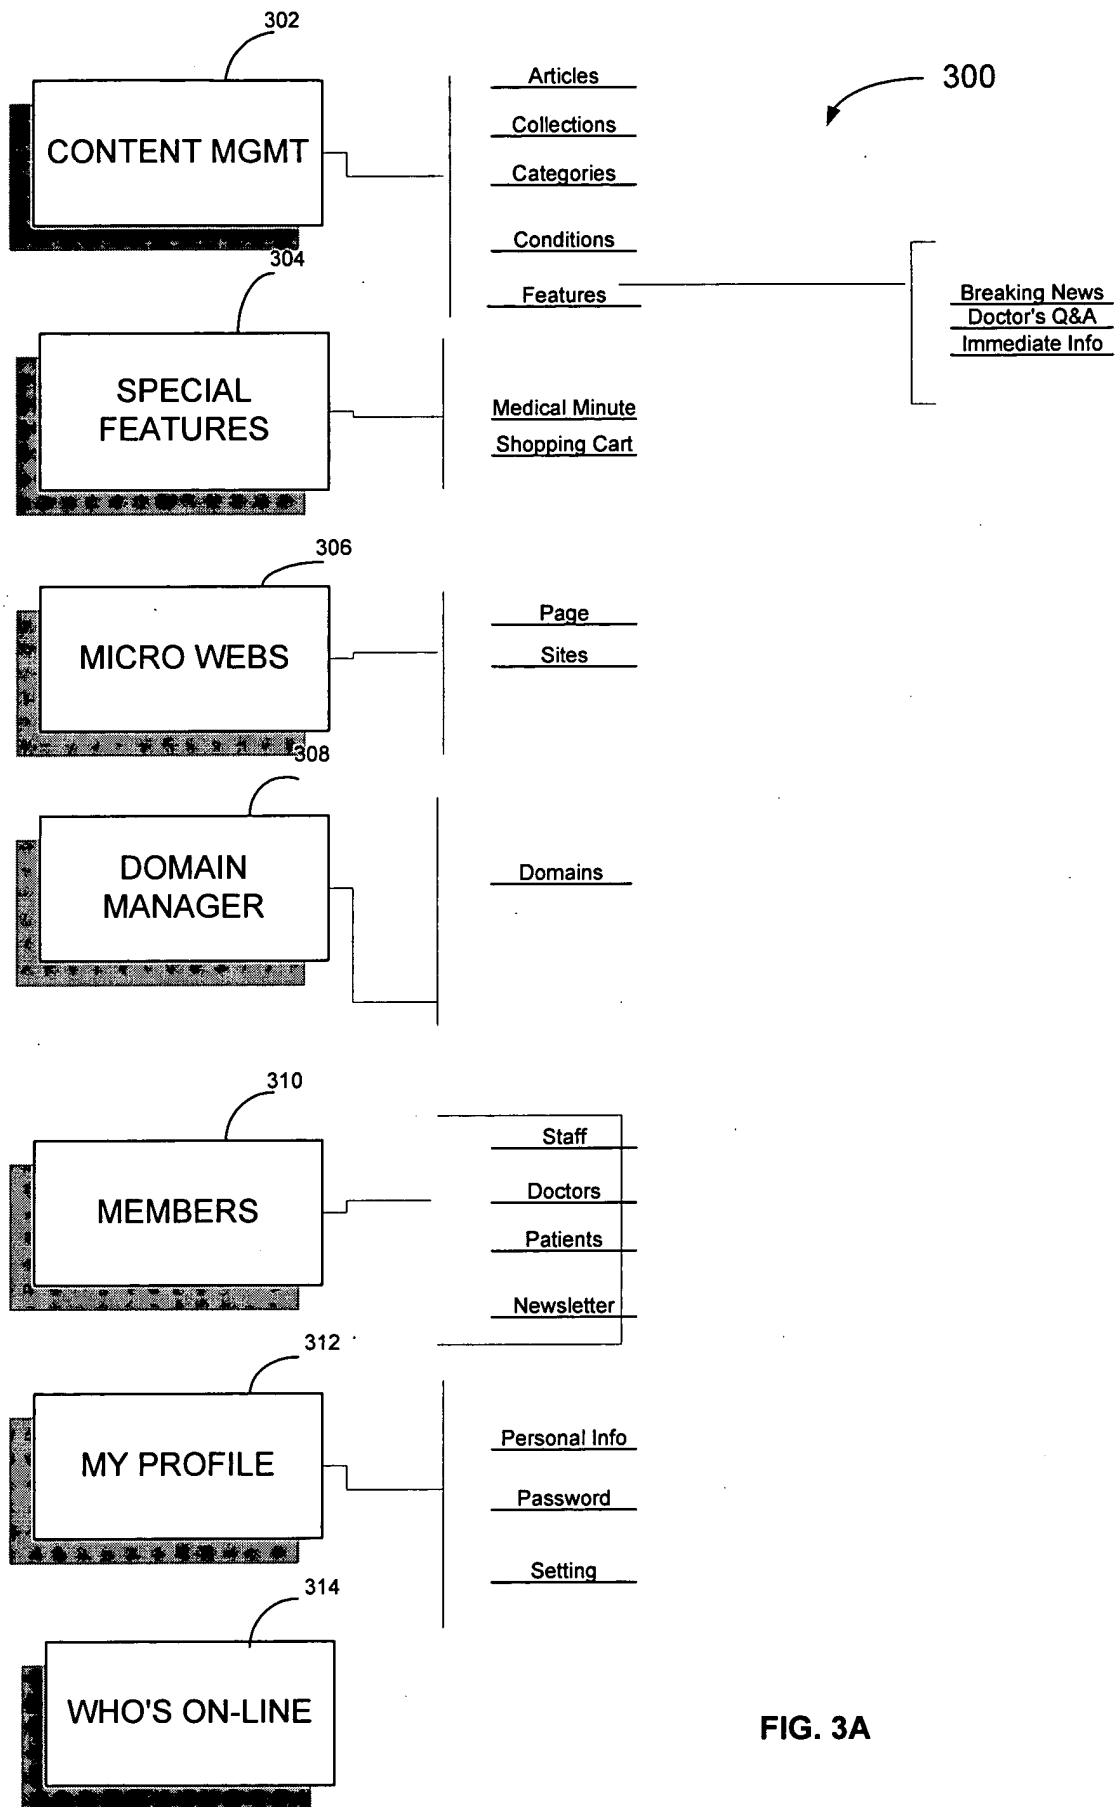 302
300
CONTENT MGMT
Articles
Collections
Categories
Conditions
Features
Breaking News
Doctor's Q&A
Immediate Info
304
SPECIAL
FEATURES
Medical Minute
Shopping Cart
306
MICRO WEBS
Page
Sites
308
DOMAIN
MANAGER
Domains
310
MEMBERS
Staff
Doctors
Patients
Newsletter
312
MY PROFILE
Personal Info
Password
Setting
314
WHO'S ON-LINE
FIG. 3A